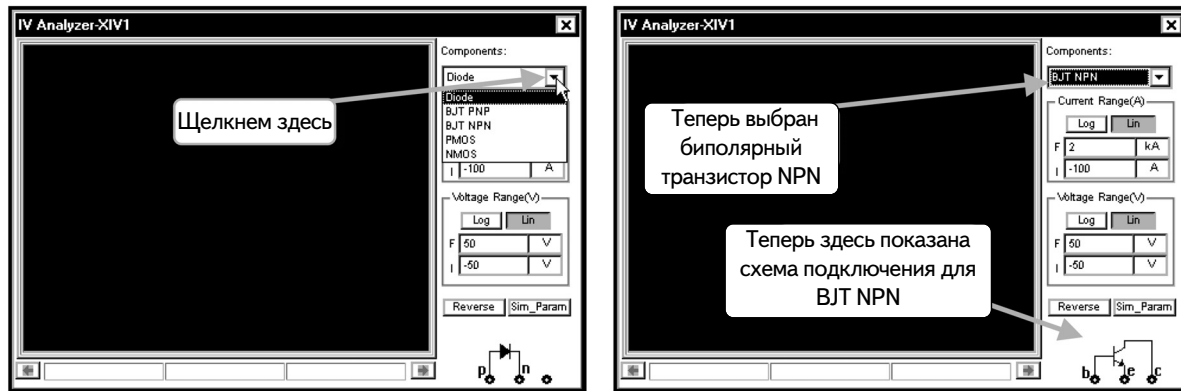 IV Analyzer-XIV1
Components:
Diode
Diode
BJT PNP
BJT NPN
PMOS
NMOS
I -100 A
Voltage Range(V)
Log Lin
F 50 V
I -50 V
Reverse Sim_Param
p n
Щелкнем здесь
IV Analyzer-XIV1
Components:
BJT NPN
Current Range(A)
Log Lin
F 2 kA
I -100 A
Voltage Range(V)
Log Lin
F 50 V
I -50 V
Reverse Sim_Param
b e c
Теперь выбран
биполярный
транзистор NPN
Теперь здесь показана
схема подключения для
BJT NPN